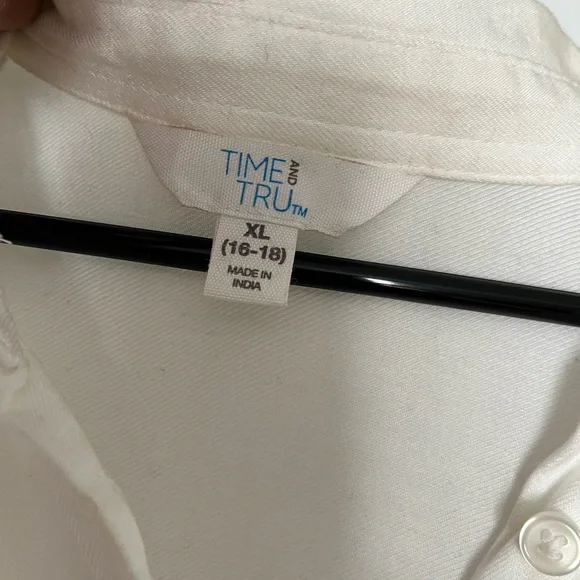 TIME AND
TRU™
XL
(16-18)
MADE IN
INDIA